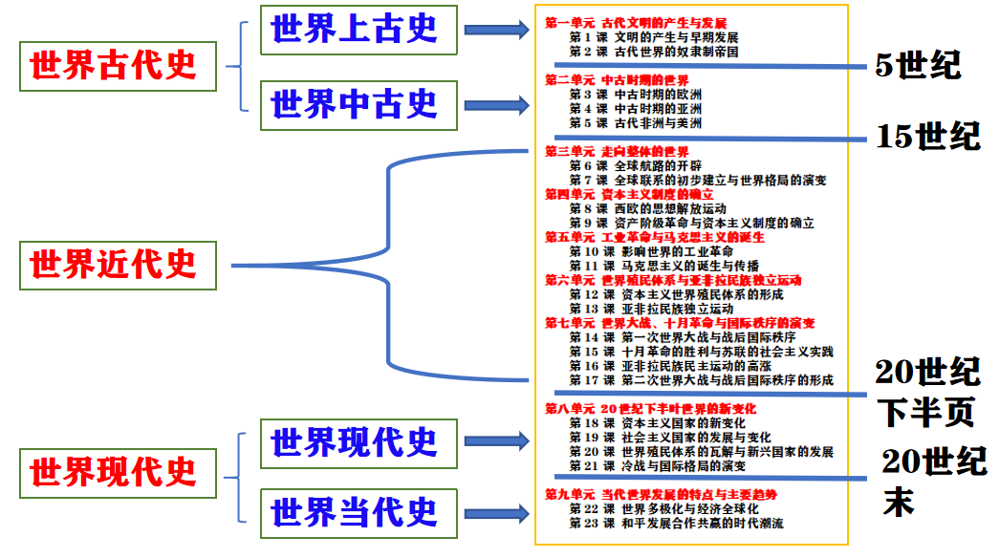 世界古代史
世界上古史
世界中古史
世界近代史
世界现代史
世界现代史
世界当代史
第一单元 古代文明的产生与发展
第 1 课 文明的产生与早期发展
第 2 课 古代世界的奴隶制帝国
第二单元 中古时期的世界
第 3 课 中古时期的欧洲
第 4 课 中古时期的亚洲
第 5 课 古代非洲与美洲
第三单元 走向整体的世界
第 6 课 全球航路的开辟
第 7 课 全球联系的初步建立与世界格局的演变
第四单元 资本主义制度的确立
第 8 课 西欧的思想解放运动
第 9 课 资产阶级革命与资本主义制度的确立
第五单元 工业革命与马克思主义的诞生
第 10 课 影响世界的工业革命
第 11 课 马克思主义的诞生与传播
第六单元 世界殖民体系与亚非拉民族独立运动
第 12 课 资本主义世界殖民体系的形成
第 13 课 亚非拉民族独立运动
第七单元 世界大战、十月革命与国际秩序的演变
第 14 课 第一次世界大战与战后国际秩序
第 15 课 十月革命的胜利与苏联的社会主义实践
第 16 课 亚非拉民族民主运动的高涨
第 17 课 第二次世界大战与战后国际秩序的形成
第八单元 20世纪下半叶世界的新变化
第 18 课 资本主义国家的新变化
第 19 课 社会主义国家的发展与变化
第 20 课 世界殖民体系的瓦解与新兴国家的发展
第 21 课 冷战与国际格局的演变
第九单元 当代世界发展的特点与主要趋势
第 22 课 世界多极化与经济全球化
第 23 课 和平发展合作共赢的时代潮流
5世纪
15世纪
20世纪
下半页
20世纪
末